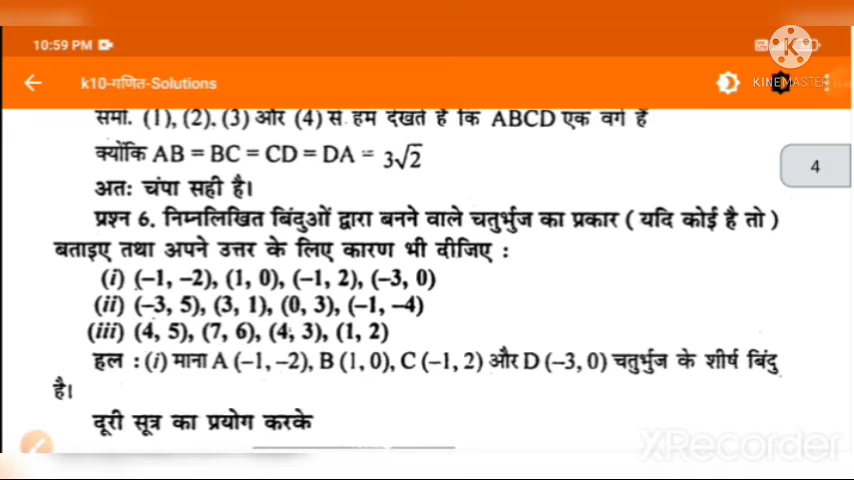 10:59 PM
KINEMASTER
k10-गणित-Solutions
समी. (1), (2), (3) और (4) से हम देखते हैं कि ABCD एक वर्ग है
क्योंकि AB = BC = CD = DA = 3√2
4
अतः चंपा सही है।
प्रश्न 6. निम्नलिखित बिंदुओं द्वारा बनने वाले चतुर्भुज का प्रकार ( यदि कोई है तो )
बताइए तथा अपने उत्तर के लिए कारण भी दीजिए :
(i) (−1, −2), (1, 0), (−1, 2), (−3, 0)
(ii) (−3, 5), (3, 1), (0, 3), (−1, −4)
(iii) (4, 5), (7, 6), (4, 3), (1, 2)
हल : (i) माना A (−1, −2), B (1, 0), C (−1, 2) और D (−3, 0) चतुर्भुज के शीर्ष बिंदु
है।
दूरी सूत्र का प्रयोग करके
XRecorder